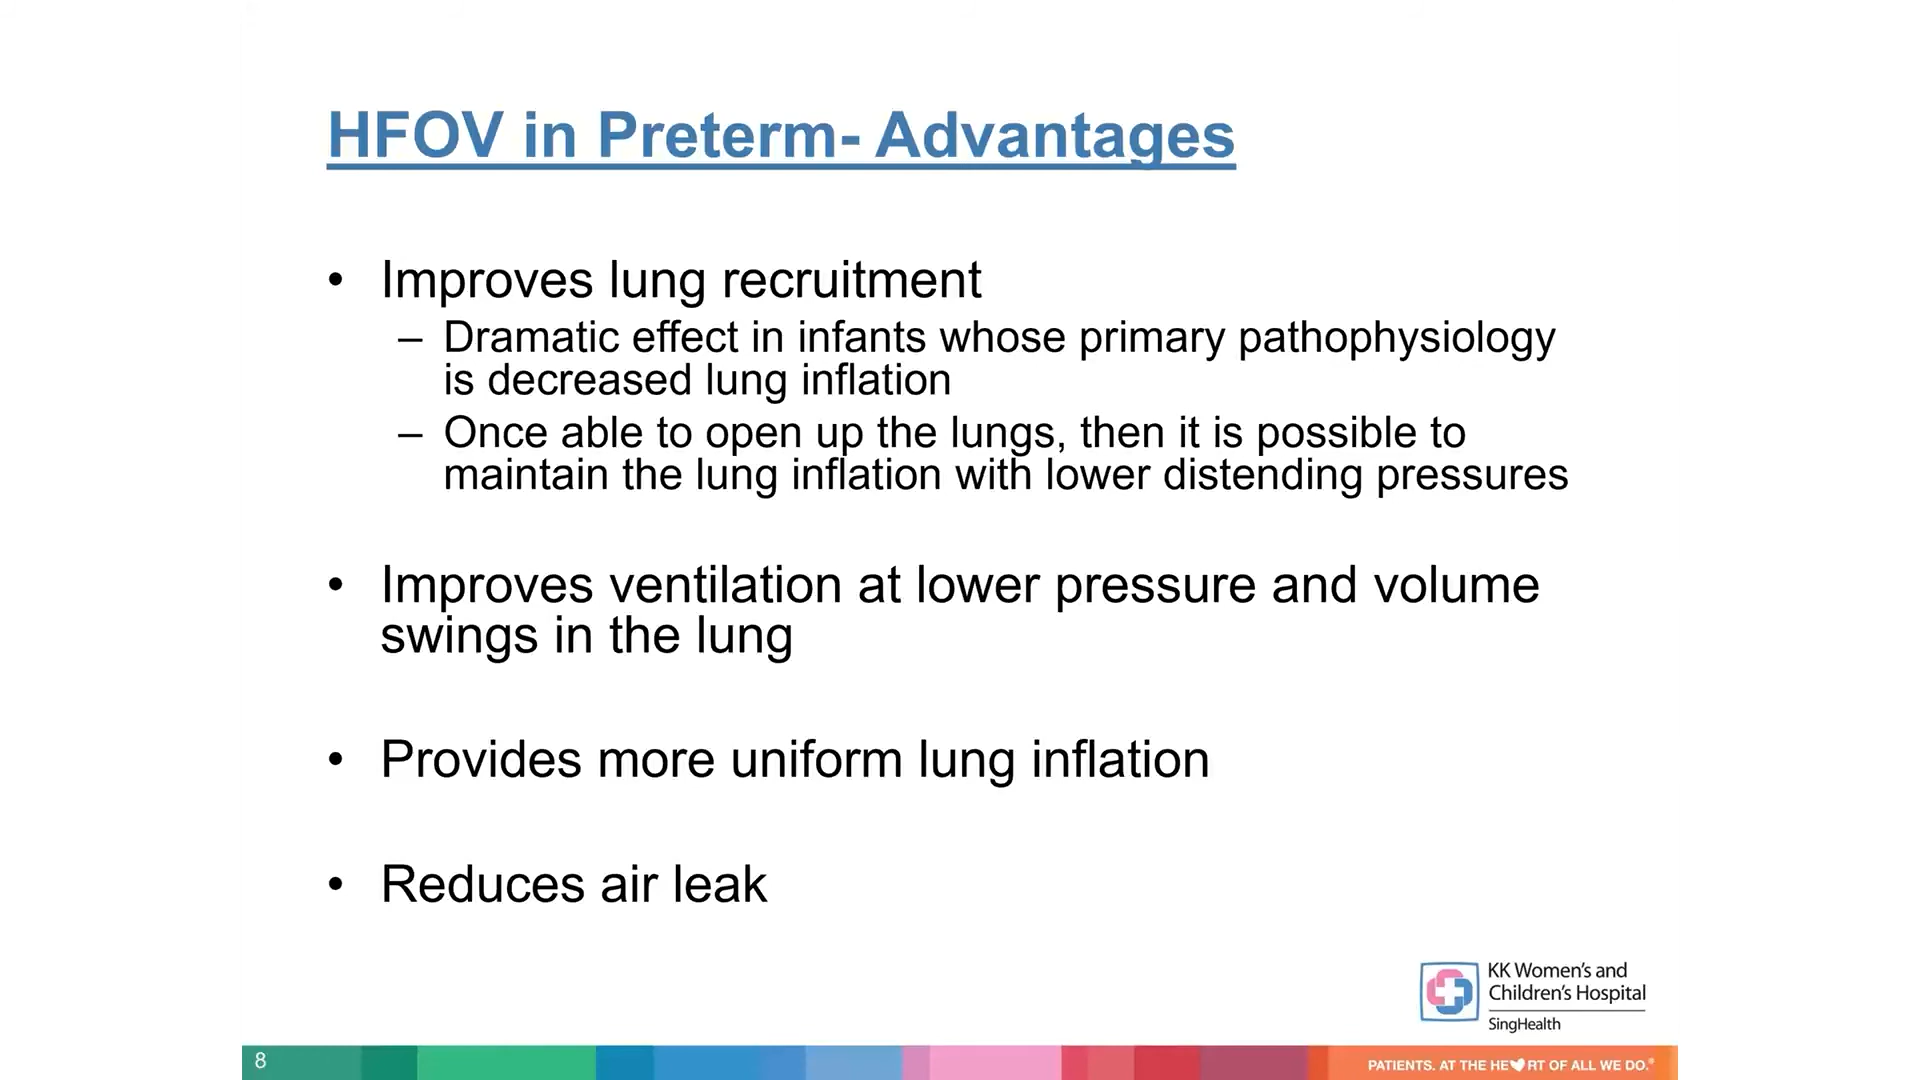 HFOV in Preterm- Advantages
• Improves lung recruitment
– Dramatic effect in infants whose primary pathophysiology
is decreased lung inflation
– Once able to open up the lungs, then it is possible to
maintain the lung inflation with lower distending pressures
• Improves ventilation at lower pressure and volume
swings in the lung
• Provides more uniform lung inflation
• Reduces air leak
KK Women's and
Children's Hospital
SingHealth
8
PATIENTS. AT THE HE♥RT OF ALL WE DO.®